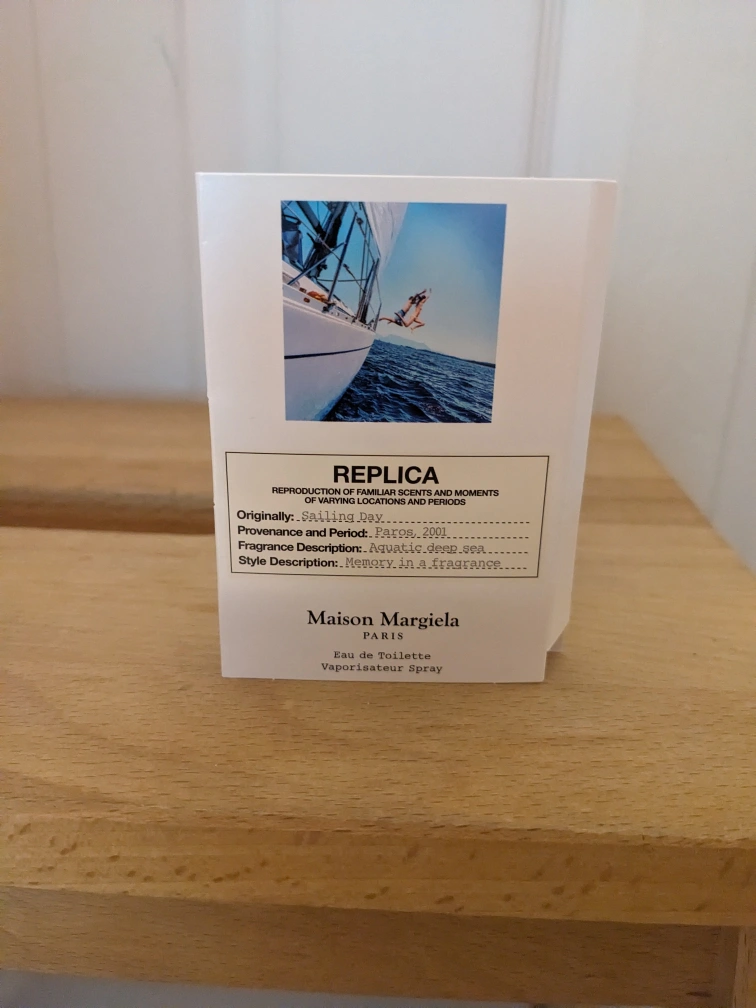 REPLICA
REPRODUCTION OF FAMILIAR SCENTS AND MOMENTS
OF VARYING LOCATIONS AND PERIODS
Originally: Sailing Day
Provenance and Period: Paros, 2001
Fragrance Description: Aquatic deep sea
Style Description: Memory in a fragrance
Maison Margiela
PARIS
Eau de Toilette
Vaporisateur Spray